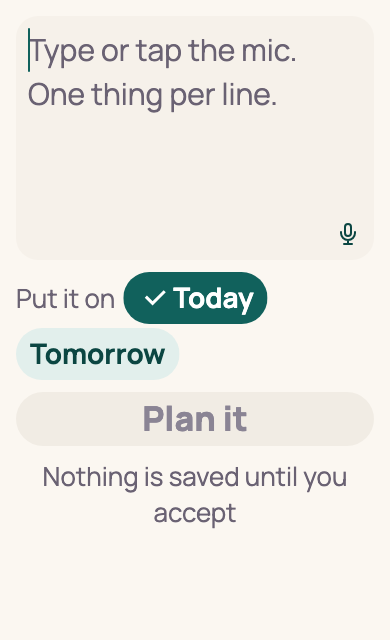 Type or tap the mic.
One thing per line.
Put it on Today
Tomorrow
Plan it
Nothing is saved until you
accept